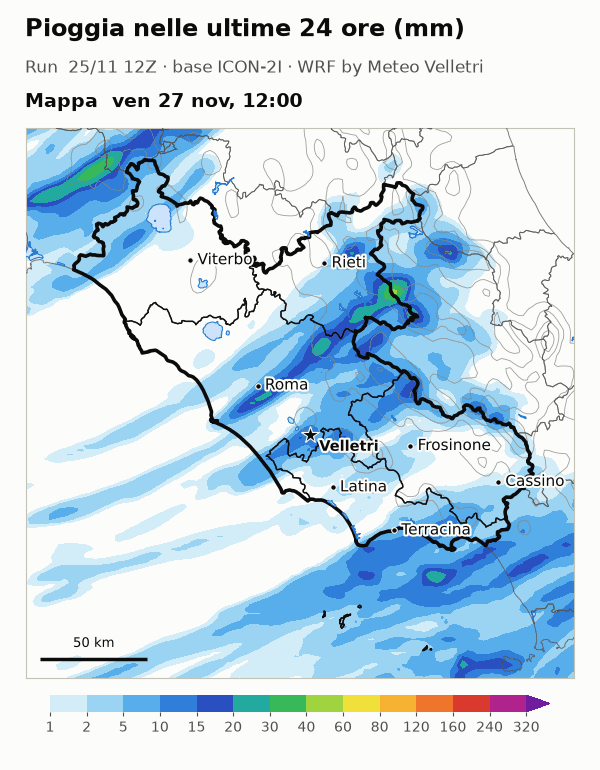 Pioggia nelle ultime 24 ore (mm)
Run 25/11 12Z · base ICON-2I · WRF by Meteo Velletri
Mappa ven 27 nov, 12:00
Viterbo
Rieti
Roma
Velletri
Frosinone
Cassino
Latina
Terracina
50 km
1 2 5 10 15 20 30 40 60 80 120 160 240 320